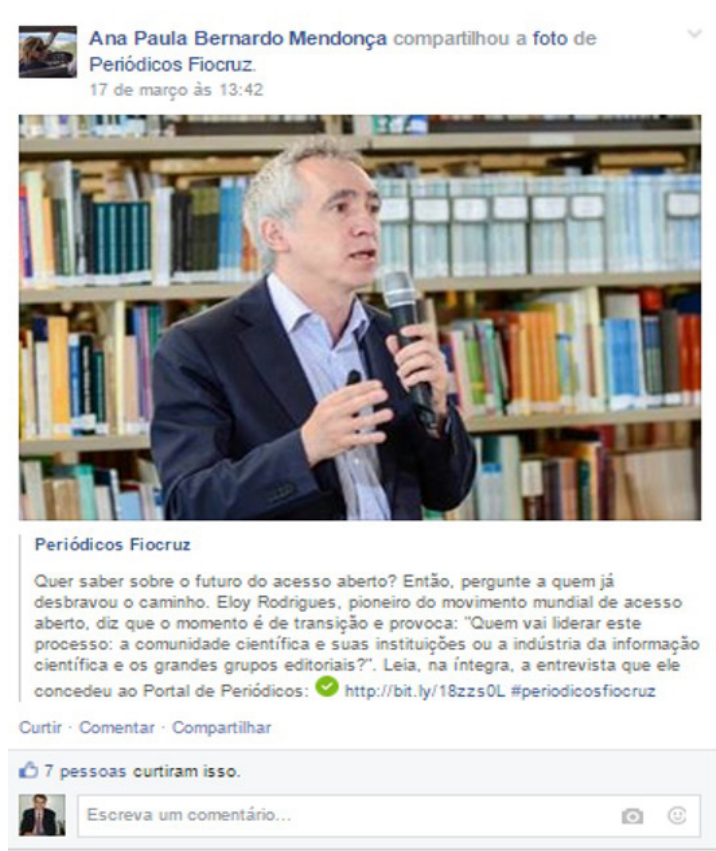 Ana Paula Bernardo Mendonça compartilhou a foto de
Periódicos Fiocruz.
17 de março às 13:42
Periódicos Fiocruz
Quer saber sobre o futuro do acesso aberto? Então, pergunte a quem já
desbravou o caminho. Eloy Rodrigues, pioneiro do movimento mundial de acesso
aberto, diz que o momento é de transição e provoca: "Quem vai liderar este
processo: a comunidade científica e suas instituições ou a indústria da informação
científica e os grandes grupos editoriais?". Leia, na íntegra, a entrevista que ele
concedeu ao Portal de Periódicos: http://bit.ly/18zzs0L #periodicosfiocruz
Curtir · Comentar · Compartilhar
7 pessoas curtiram isso.
Escreva um comentário...